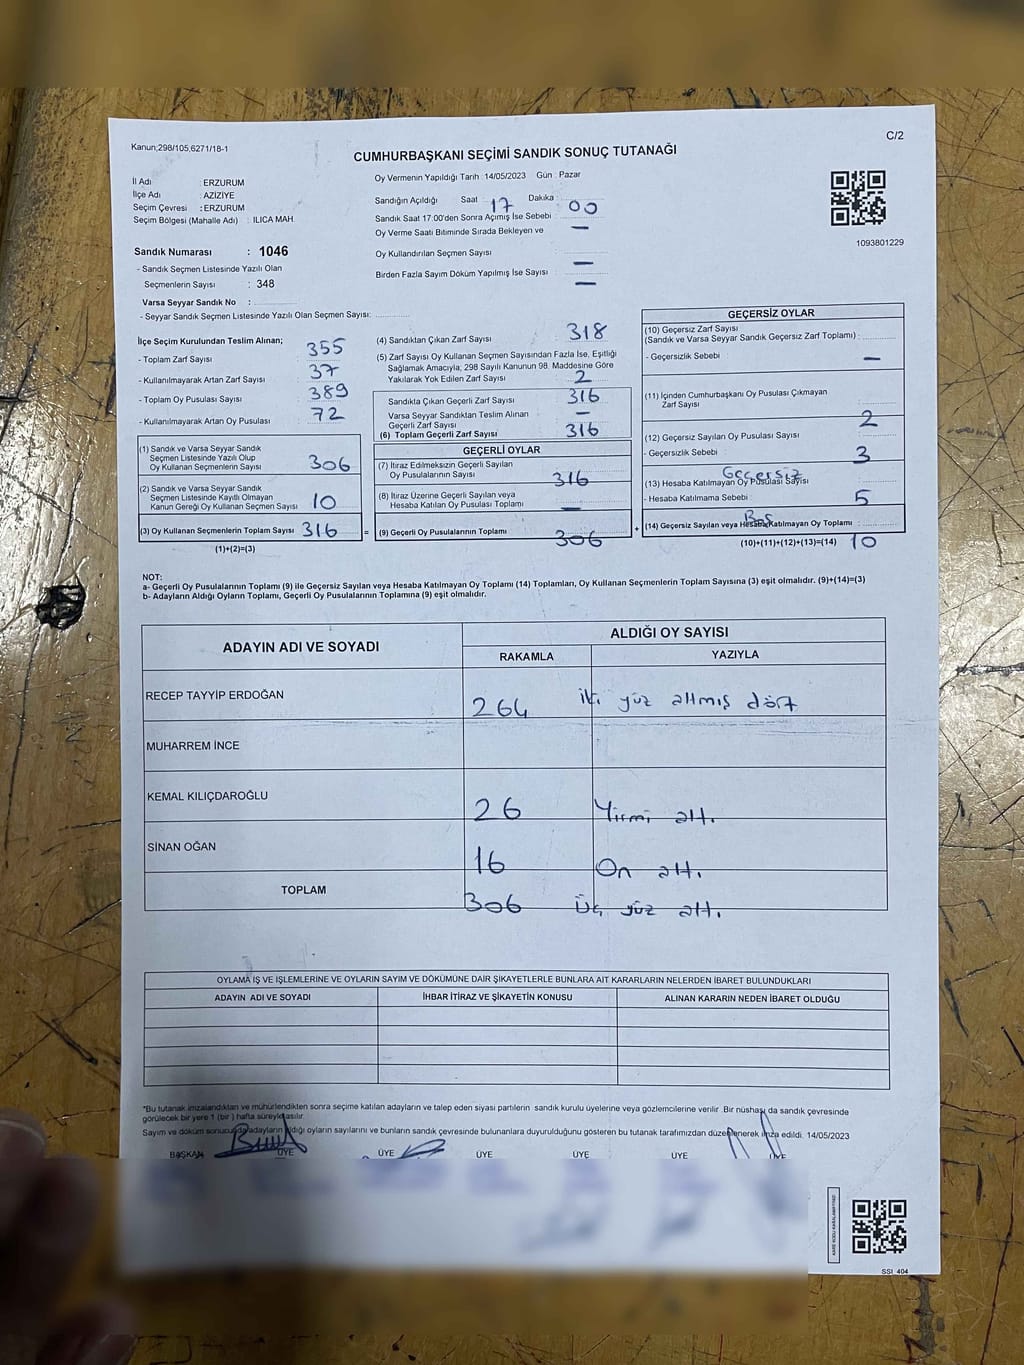 Kanun;298/105,6271/18-1
C/2
CUMHURBAŞKANI SEÇİMİ SANDIK SONUÇ TUTANAĞI
İl Adı : ERZURUM
İlçe Adı : AZİZİYE
Seçim Çevresi : ERZURUM
Seçim Bölgesi (Mahalle Adı) : ILICA MAH.
Sandık Numarası : 1046
- Sandık Seçmen Listesinde Yazılı Olan
Seçmenlerin Sayısı : 348
Varsa Seyyar Sandık No :
- Seyyar Sandık Seçmen Listesinde Yazılı Olan Seçmen Sayısı:
Oy Vermenin Yapıldığı Tarih :14/05/2023 Gün : Pazar
Sandığın Açıldığı Saat : 17 Dakika : 00
Sandık Saat 17:00'den Sonra Açımış İse Sebebi : —
Oy Verme Saati Bitiminde Sırada Bekleyen ve
Oy Kullandırılan Seçmen Sayısı —
Birden Fazla Sayım Döküm Yapılmış İse Sayısı : —
1093801229
İlçe Seçim Kurulundan Teslim Alınan;
- Toplam Zarf Sayısı : 355
- Kullanılmayarak Artan Zarf Sayısı : 37
- Toplam Oy Pusulası Sayısı : 389
- Kullanılmayarak Artan Oy Pusulası : 72
(1) Sandık ve Varsa Seyyar Sandık
Seçmen Listesinde Yazılı Olup
Oy Kullanan Seçmenlerin Sayısı : 306
(2) Sandık ve Varsa Seyyar Sandık
Seçmen Listesinde Kayıtlı Olmayan
Kanun Gereği Oy Kullanan Seçmen Sayısı : 10
(3) Oy Kullanan Seçmenlerin Toplam Sayısı : 316
(1)+(2)=(3)
=
(4) Sandıktan Çıkan Zarf Sayısı : 318
(5) Zarf Sayısı Oy Kullanan Seçmen Sayısından Fazla İse, Eşitliği
Sağlamak Amacıyla; 298 Sayılı Kanunun 98. Maddesine Göre
Yakılarak Yok Edilen Zarf Sayısı : 2
Sandıkta Çıkan Geçerli Zarf Sayısı : 316
Varsa Seyyar Sandıktan Teslim Alınan
Geçerli Zarf Sayısı : —
(6) Toplam Geçerli Zarf Sayısı : 316
GEÇERLİ OYLAR
(7) İtiraz Edilmeksizin Geçerli Sayılan
Oy Pusulalarının Sayısı : 316
(8) İtiraz Üzerine Geçerli Sayılan veya
Hesaba Katılan Oy Pusulası Toplamı : —
(9) Geçerli Oy Pusulalarının Toplamı : 306
+
GEÇERSİZ OYLAR
(10) Geçersiz Zarf Sayısı
(Sandık ve Varsa Seyyar Sandık Geçersiz Zarf Toplamı) :
- Geçersizlik Sebebi : —
(11) İçinden Cumhurbaşkanı Oy Pusulası Çıkmayan
Zarf Sayısı : 2
(12) Geçersiz Sayılan Oy Pusulası Sayısı :
- Geçersizlik Sebebi : 3
Geçersiz
(13) Hesaba Katılmayan Oy Pusulası Sayısı :
- Hesaba Katılmama Sebebi : 5
Boş
(14) Geçersiz Sayılan veya Hesaba Katılmayan Oy Toplamı :
(10)+(11)+(12)+(13)=(14) 10
NOT:
a- Geçerli Oy Pusulalarının Toplamı (9) ile Geçersiz Sayılan veya Hesaba Katılmayan Oy Toplamı (14) Toplamları, Oy Kullanan Seçmenlerin Toplam Sayısına (3) eşit olmalıdır. (9)+(14)=(3)
b- Adayların Aldığı Oyların Toplamı, Geçerli Oy Pusulalarının Toplamına (9) eşit olmalıdır.
ADAYIN ADI VE SOYADI
ALDIĞI OY SAYISI
RAKAMLA YAZIYLA
RECEP TAYYİP ERDOĞAN 264 iki yüz altmış dört
MUHARREM İNCE
KEMAL KILIÇDAROĞLU 26 Yirmi altı
SİNAN OĞAN 16 On altı
TOPLAM 306 Üç yüz altı
OYLAMA İŞ VE İŞLEMLERİNE VE OYLARIN SAYIM VE DÖKÜMÜNE DAİR ŞİKAYETLERLE BUNLARA AİT KARARLARIN NELERDEN İBARET BULUNDUKLARI
ADAYIN ADI VE SOYADI İHBAR İTİRAZ VE ŞİKAYETİN KONUSU ALINAN KARARIN NEDEN İBARET OLDUĞU
*Bu tutanak imzalandıktan ve mühürlendikten sonra seçime katılan adayların ve talep eden siyasi partilerin sandık kurulu üyelerine veya gözlemcilerine verilir. Bir nüshası da sandık çevresinde
görülecek bir yere 1 (bir ) hafta süreyle asılır.
Sayım ve döküm sonucunda adayların aldığı oyların sayılarını ve bunların sandık çevresinde bulunanlara duyurulduğunu gösteren bu tutanak tarafımızdan düzenlenerek imza edildi. 14/05/2023
BAŞKAN ÜYE ÜYE ÜYE ÜYE ÜYE ÜYE
SSI_404